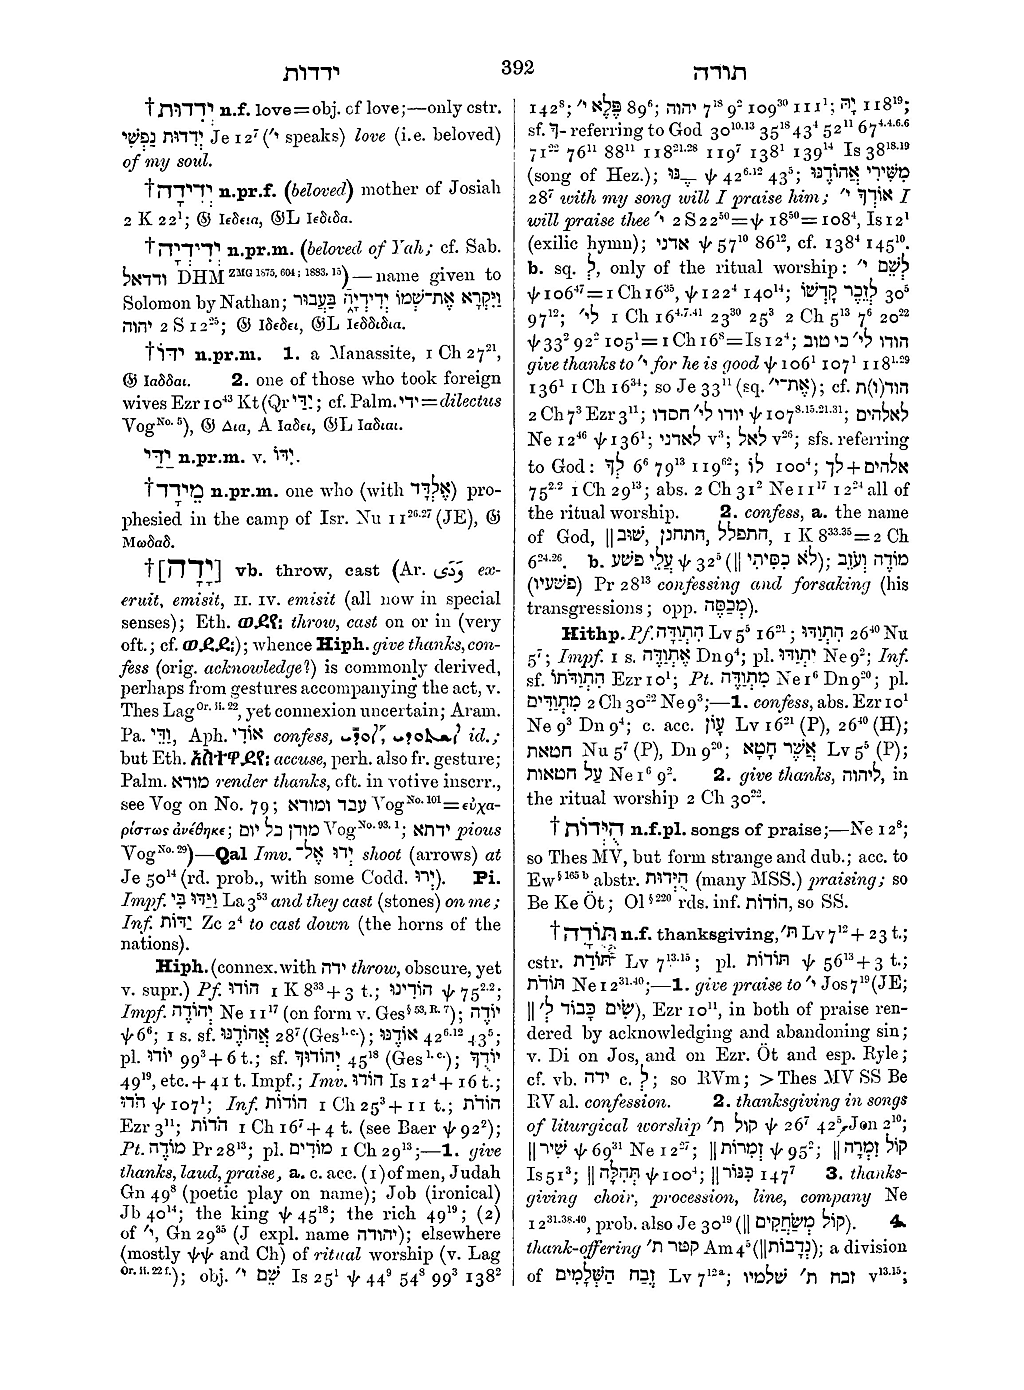 ידדות
392
תודה
†יְדִדוּת n.f. love=obj. of love;—only cstr.
יְדִדוּת נַפְשִׁי Je 12⁷ (י׳ speaks) love (i.e. beloved)
of my soul.
†יְדִידָה n.pr.f. (beloved) mother of Josiah
2 K 22¹; 𝔊 Ιεδεια, 𝔊L Ιεδιδα.
†יְדִידְיָהּ n.pr.m. (beloved of Yah; cf. Sab.
ודדאל DHM ZMG 1875, 604; 1883, 15)—name given to
Solomon by Nathan; וַיִּקְרָא אֶת־שְׁמוֹ יְדִידְיָהּ בַּעֲבוּר
יהוה 2 S 12²⁵; 𝔊 Ιδεδει, 𝔊L Ιεδδιδια.
†יִדּוֹ n.pr.m. 1. a Manassite, 1 Ch 27²¹,
𝔊 Ιαδδαι. 2. one of those who took foreign
wives Ezr 10⁴³ Kt (Qr יַדַּי; cf. Palm. ידי=dilectus
Vog No. 5), 𝔊 Δια, A Ιαδει, 𝔊L Ιαδιαι.
יַדַּי n.pr.m. v. יִדּוֹ.
†מֵידָד n.pr.m. one who (with אֶלְדָּד) pro-
phesied in the camp of Isr. Nu 11²⁶·²⁷ (JE), 𝔊
Μωδαδ.
†[יָדָה] vb. throw, cast (Ar. ex-
eruit, emisit, II. IV. emisit (all now in special
senses); Eth. throw, cast on or in (very
oft.; cf. ); whence Hiph. give thanks, con-
fess (orig. acknowledge?) is commonly derived,
perhaps from gestures accompanying the act, v.
Thes Lag Or. ii. 22, yet connexion uncertain; Aram.
Pa. יַדִּי, Aph. אוֹדִי confess, id.;
but Eth. accuse, perh. also fr. gesture;
Palm. מודא render thanks, oft. in votive inscrr.,
see Vog on No. 79; עבד ומודא Vog No. 101=εὐχα-
ρίστως ἀνέθηκε; מודן כל יום Vog No. 93, 1; ידתא pious
Vog No. 29)—Qal Imv. יְדוּ אֶל־ shoot (arrows) at
Je 50¹⁴ (rd. prob., with some Codd. יְרוּ). Pi.
Impf. וַיַּדּוּ בִּי La 3⁵³ and they cast (stones) on me;
Inf. יַדּוֹת Zc 2⁴ to cast down (the horns of the
nations).
Hiph. (connex. with ידה throw, obscure, yet
v. supr.) Pf. הוֹדוּ 1 K 8³³ + 3 t.; הוֹדִינוּ ψ 75²·²;
Impf. יְהוֹדֶה Ne 11¹⁷ (on form v. Ges § 53, R. 7); יוֹדֶה
ψ 6⁶; 1 s. sf. אֲהוֹדֶנּוּ 28⁷ (Ges l. c.); אוֹדֶנּוּ 42⁶·¹² 43⁵;
pl. יוֹדוּ 99³ + 6 t.; sf. יְהוֹדוּךָ 45¹⁸ (Ges l. c.); יוֹדֻךָ
49¹⁹, etc. + 41 t. Impf.; Imv. הוֹדוּ Is 12⁴ + 16 t.;
הֹדוּ ψ 107¹; Inf. הוֹדוֹת 1 Ch 25³ + 11 t.; הוֹדֹת
Ezr 3¹¹; הֹדוֹת 1 Ch 16⁷ + 4 t. (see Baer ψ 92²);
Pt. מוֹדֶה Pr 28¹³; pl. מוֹדִים 1 Ch 29¹³;—1. give
thanks, laud, praise, a. c. acc. (1) of men, Judah
Gn 49⁸ (poetic play on name); Job (ironical)
Jb 40¹⁴; the king ψ 45¹⁸; the rich 49¹⁹; (2)
of י׳, Gn 29³⁵ (J expl. name יהודה); elsewhere
(mostly ψψ and Ch) of ritual worship (v. Lag
Or. ii. 22 f.); obj. שֵׁם י׳ Is 25¹ ψ 44⁹ 54⁸ 99³ 138²
142⁸; פֶּלֶא י׳ 89⁶; יהוה 7¹⁸ 9² 109³⁰ 111¹; יָהּ 118¹⁹;
sf. ךָ- referring to God 30¹⁰·¹³ 35¹⁸ 43⁴ 52¹¹ 67⁴·⁴·⁶·⁶
71²² 76¹¹ 88¹¹ 118²¹·²⁸ 119⁷ 138¹ 139¹⁴ Is 38¹⁸·¹⁹
(song of Hez.); נּוּ ψ 42⁶·¹² 43⁵; מִשִּׁירִי אֲהוֹדֶנּוּ
28⁷ with my song will I praise him; אוֹדְךָ י׳ I
will praise thee י׳ 2 S 22⁵⁰=ψ 18⁵⁰=108⁴, Is 12¹
(exilic hymn); אדני ψ 57¹⁰ 86¹², cf. 138⁴ 145¹⁰.
b. sq. לְ, only of the ritual worship: לְשֵׁם י׳
ψ 106⁴⁷=1 Ch 16³⁵, ψ 122⁴ 140¹⁴; לְזֵכֶר קָדְשׁוֹ 30⁵
97¹²; לי׳ 1 Ch 16⁴·⁷·⁴¹ 23³⁰ 25³ 2 Ch 5¹³ 7⁶ 20²²
ψ 33² 92² 105¹=1 Ch 16⁸=Is 12⁴; הודו לי׳ כי טוב
give thanks to י׳ for he is good ψ 106¹ 107¹ 118¹·²⁹
136¹ 1 Ch 16³⁴; so Je 33¹¹ (sq. אֶת־י׳); cf. הוד(ו)ת
2 Ch 7³ Ezr 3¹¹; יודו לי׳ חסדו ψ 107⁸·¹⁵·²¹·³¹; לאלהים
Ne 12⁴⁶ ψ 136¹; לאדני v³; לאל v²⁶; sfs. referring
to God: לְךָ 6⁶ 79¹³ 119⁶²; לוֹ 100⁴; לך + אלהים
75²·² 1 Ch 29¹³; abs. 2 Ch 31² Ne 11¹⁷ 12²⁴ all of
the ritual worship. 2. confess, a. the name
of God, ||שׁוּב, התפלל, התחנן, 1 K 8³³·³⁵=2 Ch
6²⁴·²⁶. b. עֲלֵי פשׁע ψ 32⁵ (|| לֹא כִסִּיתִי); מוֹדֶה וְעֹזֵב
(פשׁעיו) Pr 28¹³ confessing and forsaking (his
transgressions; opp. מְכַסֶּה).
Hithp. Pf. הִתְוַדָּה Lv 5⁵ 16²¹; הִתְוַדּוּ 26⁴⁰ Nu
5⁷; Impf. 1 s. אֶתְוַדֶּה Dn 9⁴; pl. יִתְוַדּוּ Ne 9²; Inf.
sf. הִתְוַדֹּתוֹ Ezr 10¹; Pt. מִתְוַדֶּה Ne 1⁶ Dn 9²⁰; pl.
מִתְוַדִּים 2 Ch 30²² Ne 9³;—1. confess, abs. Ezr 10¹
Ne 9³ Dn 9⁴; c. acc. עָוֹן Lv 16²¹ (P), 26⁴⁰ (H);
חטאת Nu 5⁷ (P), Dn 9²⁰; אֲשֶׁר חָטָא Lv 5⁵ (P);
על חטאות Ne 1⁶ 9². 2. give thanks, ליהוה, in
the ritual worship 2 Ch 30²².
†הֻיְּדוֹת n.f.pl. songs of praise;—Ne 12⁸;
so Thes MV, but form strange and dub.; acc. to
Ew § 165 b abstr. הֻיְּדוּת (many MSS.) praising; so
Be Ke Öt; Ol § 220 rds. inf. הוֹדוֹת, so SS.
†תּוֹדָה n.f. thanksgiving, ת׳ Lv 7¹² + 23 t.;
cstr. תּוֹדַת Lv 7¹³·¹⁵; pl. תּוֹדוֹת ψ 56¹³ + 3 t.;
תּוֹדֹת Ne 12³¹·⁴⁰;—1. give praise to י׳ Jos 7¹⁹ (JE;
|| שִׂים כָּבוֹד לְ׳), Ezr 10¹¹, in both of praise ren-
dered by acknowledging and abandoning sin;
v. Di on Jos, and on Ezr. Öt and esp. Ryle;
cf. vb. ידה c. לְ; so RVm; > Thes MV SS Be
RV al. confession. 2. thanksgiving in songs
of liturgical worship קול ת׳ ψ 26⁷ 42⁵ Jon 2¹⁰;
|| שִׁיר ψ 69³¹ Ne 12²⁷; || זְמִרוֹת ψ 95²; || קוֹל זִמְרָה
Is 51³; || תְּהִלָּה ψ 100⁴; || כִּנּוֹר 147⁷ 3. thanks-
giving choir, procession, line, company Ne
12³¹·³⁸·⁴⁰, prob. also Je 30¹⁹ (|| קוֹל מְשַׂחֲקִים). 4.
thank-offering קטר ת׳ Am 4⁵ (|| נְדָבוֹת); a division
of זֶבַח הַשְּׁלָמִים Lv 7¹²ᵃ; זבח ת׳ שׁלמיו v¹³·¹⁵;